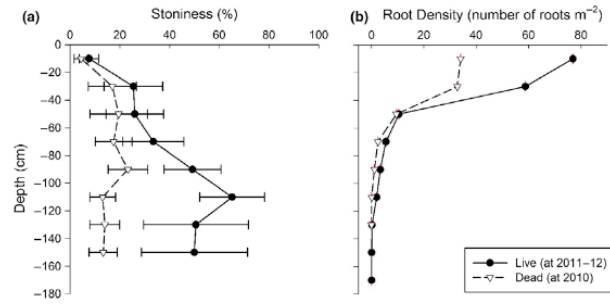 (a)
Stoniness (%)
0 20 40 60 80 100
0
−20
−40
−60
−80
−100
−120
−140
−160
−180
Depth (cm)
(b)
Root Density (number of roots m−2)
0 20 40 60 80
Live (at 2011–12)
Dead (at 2010)